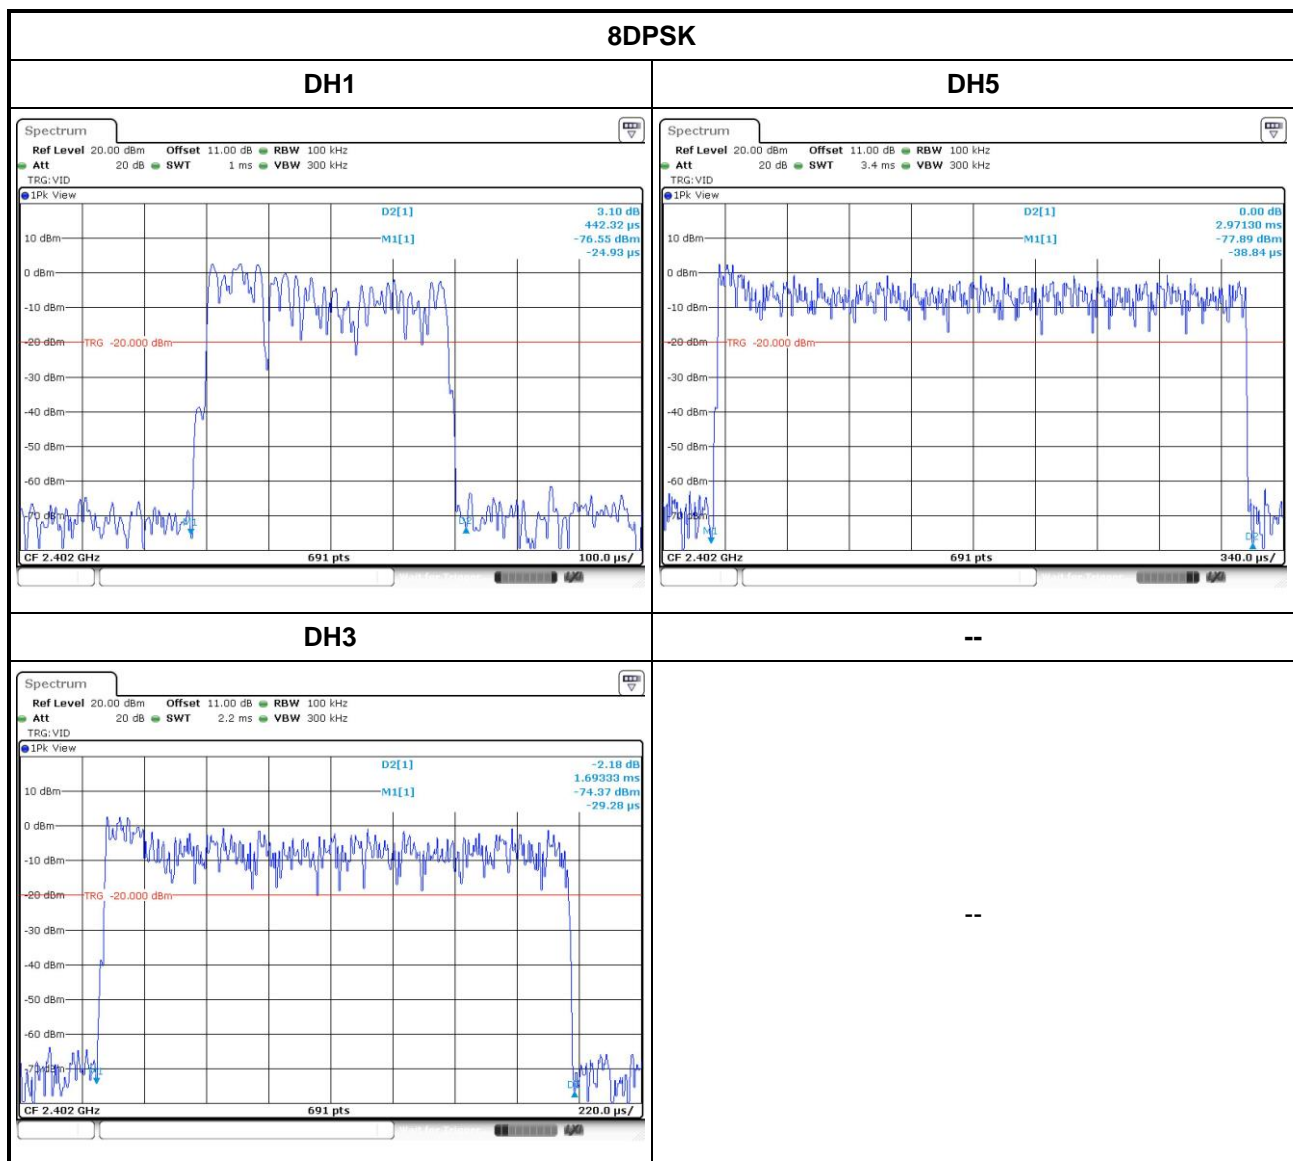 8DPSK
DH1
DH5
Spectrum
Ref Level 20.00 dBm Offset 11.00 dB RBW 100 kHz
Att 20 dB SWT 1 ms VBW 300 kHz
TRG:VID
1Pk View
D2[1] 3.10 dB
442.32 µs
M1[1] -76.55 dBm
-24.93 µs
10 dBm
0 dBm
-10 dBm
-20 dBm
TRG -20.000 dBm
-30 dBm
-40 dBm
-50 dBm
-60 dBm
-70 dBm
M1
D2
CF 2.402 GHz 691 pts 100.0 µs/
Spectrum
Ref Level 20.00 dBm Offset 11.00 dB RBW 100 kHz
Att 20 dB SWT 3.4 ms VBW 300 kHz
TRG:VID
1Pk View
D2[1] 0.00 dB
2.97130 ms
M1[1] -77.89 dBm
-38.84 µs
10 dBm
0 dBm
-10 dBm
-20 dBm
TRG -20.000 dBm
-30 dBm
-40 dBm
-50 dBm
-60 dBm
-70 dBm
M1
D2
CF 2.402 GHz 691 pts 340.0 µs/
DH3
--
Spectrum
Ref Level 20.00 dBm Offset 11.00 dB RBW 100 kHz
Att 20 dB SWT 2.2 ms VBW 300 kHz
TRG:VID
1Pk View
D2[1] -2.18 dB
1.69333 ms
M1[1] -74.37 dBm
-29.28 µs
10 dBm
0 dBm
-10 dBm
-20 dBm
TRG -20.000 dBm
-30 dBm
-40 dBm
-50 dBm
-60 dBm
-70 dBm
CF 2.402 GHz 691 pts 220.0 µs/
--